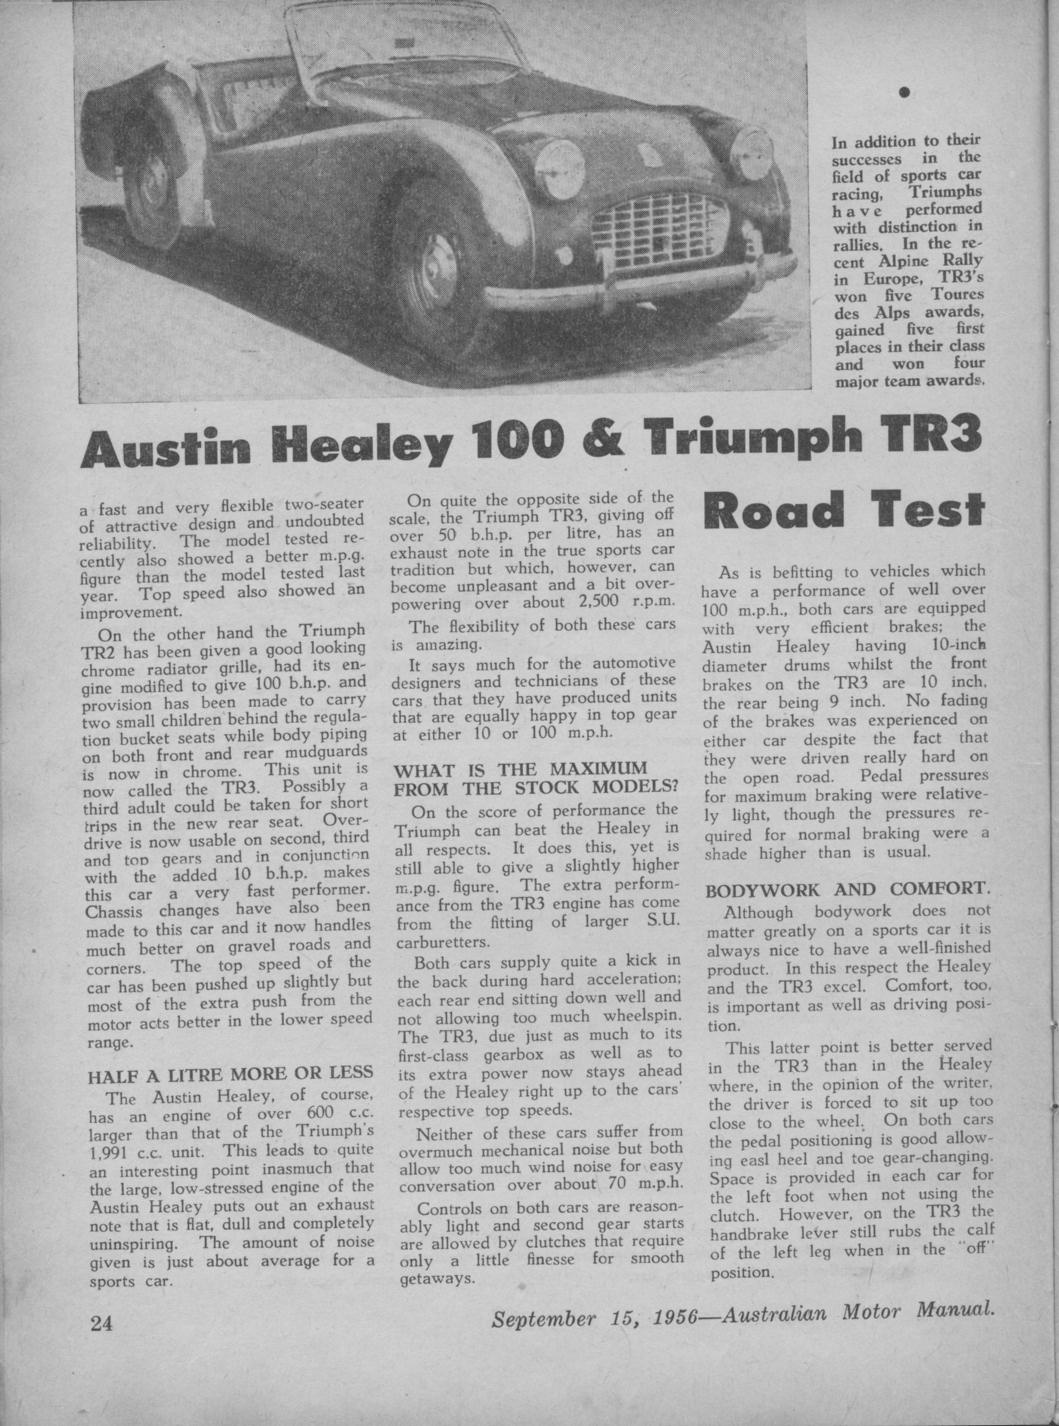 In addition to their
successes in the
field of sports car
racing, Triumphs
have performed
with distinction in
rallies. In the re-
cent Alpine Rally
in Europe, TR3's
won five Toures
des Alps awards,
gained five first
places in their class
and won four
major team awards.
Austin Healey 100 & Triumph TR3
Road Test
a fast and very flexible two-seater
of attractive design and undoubted
reliability. The model tested re-
cently also showed a better m.p.g.
figure than the model tested last
year. Top speed also showed an
improvement.
On the other hand the Triumph
TR2 has been given a good looking
chrome radiator grille, had its en-
gine modified to give 100 b.h.p. and
provision has been made to carry
two small children behind the regula-
tion bucket seats while body piping
on both front and rear mudguards
is now in chrome. This unit is
now called the TR3. Possibly a
third adult could be taken for short
trips in the new rear seat. Over-
drive is now usable on second, third
and top gears and in conjunction
with the added 10 b.h.p. makes
this car a very fast performer.
Chassis changes have also been
made to this car and it now handles
much better on gravel roads and
corners. The top speed of the
car has been pushed up slightly but
most of the extra push from the
motor acts better in the lower speed
range.
HALF A LITRE MORE OR LESS
The Austin Healey, of course,
has an engine of over 600 c.c.
larger than that of the Triumph's
1,991 c.c. unit. This leads to quite
an interesting point inasmuch that
the large, low-stressed engine of the
Austin Healey puts out an exhaust
note that is flat, dull and completely
uninspiring. The amount of noise
given is just about average for a
sports car.
On quite the opposite side of the
scale, the Triumph TR3, giving off
over 50 b.h.p. per litre, has an
exhaust note in the true sports car
tradition but which, however, can
become unpleasant and a bit over-
powering over about 2,500 r.p.m.
The flexibility of both these cars
is amazing.
It says much for the automotive
designers and technicians of these
cars that they have produced units
that are equally happy in top gear
at either 10 or 100 m.p.h.
WHAT IS THE MAXIMUM
FROM THE STOCK MODELS?
On the score of performance the
Triumph can beat the Healey in
all respects. It does this, yet is
still able to give a slightly higher
m.p.g. figure. The extra perform-
ance from the TR3 engine has come
from the fitting of larger S.U.
carburetters.
Both cars supply quite a kick in
the back during hard acceleration;
each rear end sitting down well and
not allowing too much wheelspin.
The TR3, due just as much to its
first-class gearbox as well as to
its extra power now stays ahead
of the Healey right up to the cars'
respective top speeds.
Neither of these cars suffer from
overmuch mechanical noise but both
allow too much wind noise for easy
conversation over about 70 m.p.h.
Controls on both cars are reason-
ably light and second gear starts
are allowed by clutches that require
only a little finesse for smooth
getaways.
As is befitting to vehicles which
have a performance of well over
100 m.p.h., both cars are equipped
with very efficient brakes; the
Austin Healey having 10-inch
diameter drums whilst the front
brakes on the TR3 are 10 inch,
the rear being 9 inch. No fading
of the brakes was experienced on
either car despite the fact that
they were driven really hard on
the open road. Pedal pressures
for maximum braking were relative-
ly light, though the pressures re-
quired for normal braking were a
shade higher than is usual.
BODYWORK AND COMFORT.
Although bodywork does not
matter greatly on a sports car it is
always nice to have a well-finished
product. In this respect the Healey
and the TR3 excel. Comfort, too,
is important as well as driving posi-
tion.
This latter point is better served
in the TR3 than in the Healey
where, in the opinion of the writer,
the driver is forced to sit up too
close to the wheel. On both cars
the pedal positioning is good allow-
ing easl heel and toe gear-changing.
Space is provided in each car for
the left foot when not using the
clutch. However, on the TR3 the
handbrake lever still rubs the calf
of the left leg when in the "off"
position.
24
September 15, 1956—Australian Motor Manual.